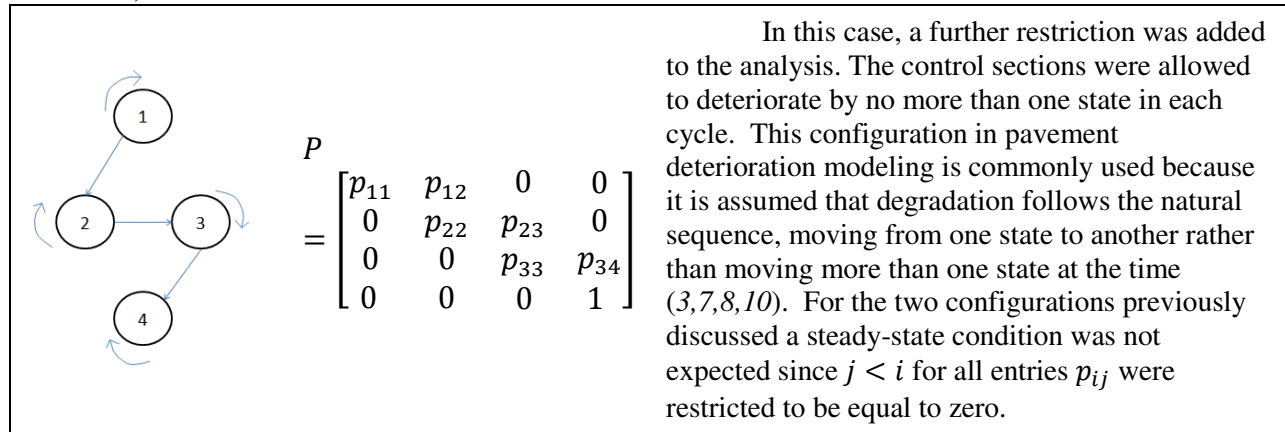 1
2
3
4
P
= [p₁₁ p₁₂ 0 0
0 p₂₂ p₂₃ 0
0 0 p₃₃ p₃₄
0 0 0 1]
In this case, a further restriction was added
to the analysis. The control sections were allowed
to deteriorate by no more than one state in each
cycle.  This configuration in pavement
deterioration modeling is commonly used because
it is assumed that degradation follows the natural
sequence, moving from one state to another rather
than moving more than one state at the time
(3,7,8,10).  For the two configurations previously
discussed a steady-state condition was not
expected since j < i for all entries pᵢⱼ were
restricted to be equal to zero.